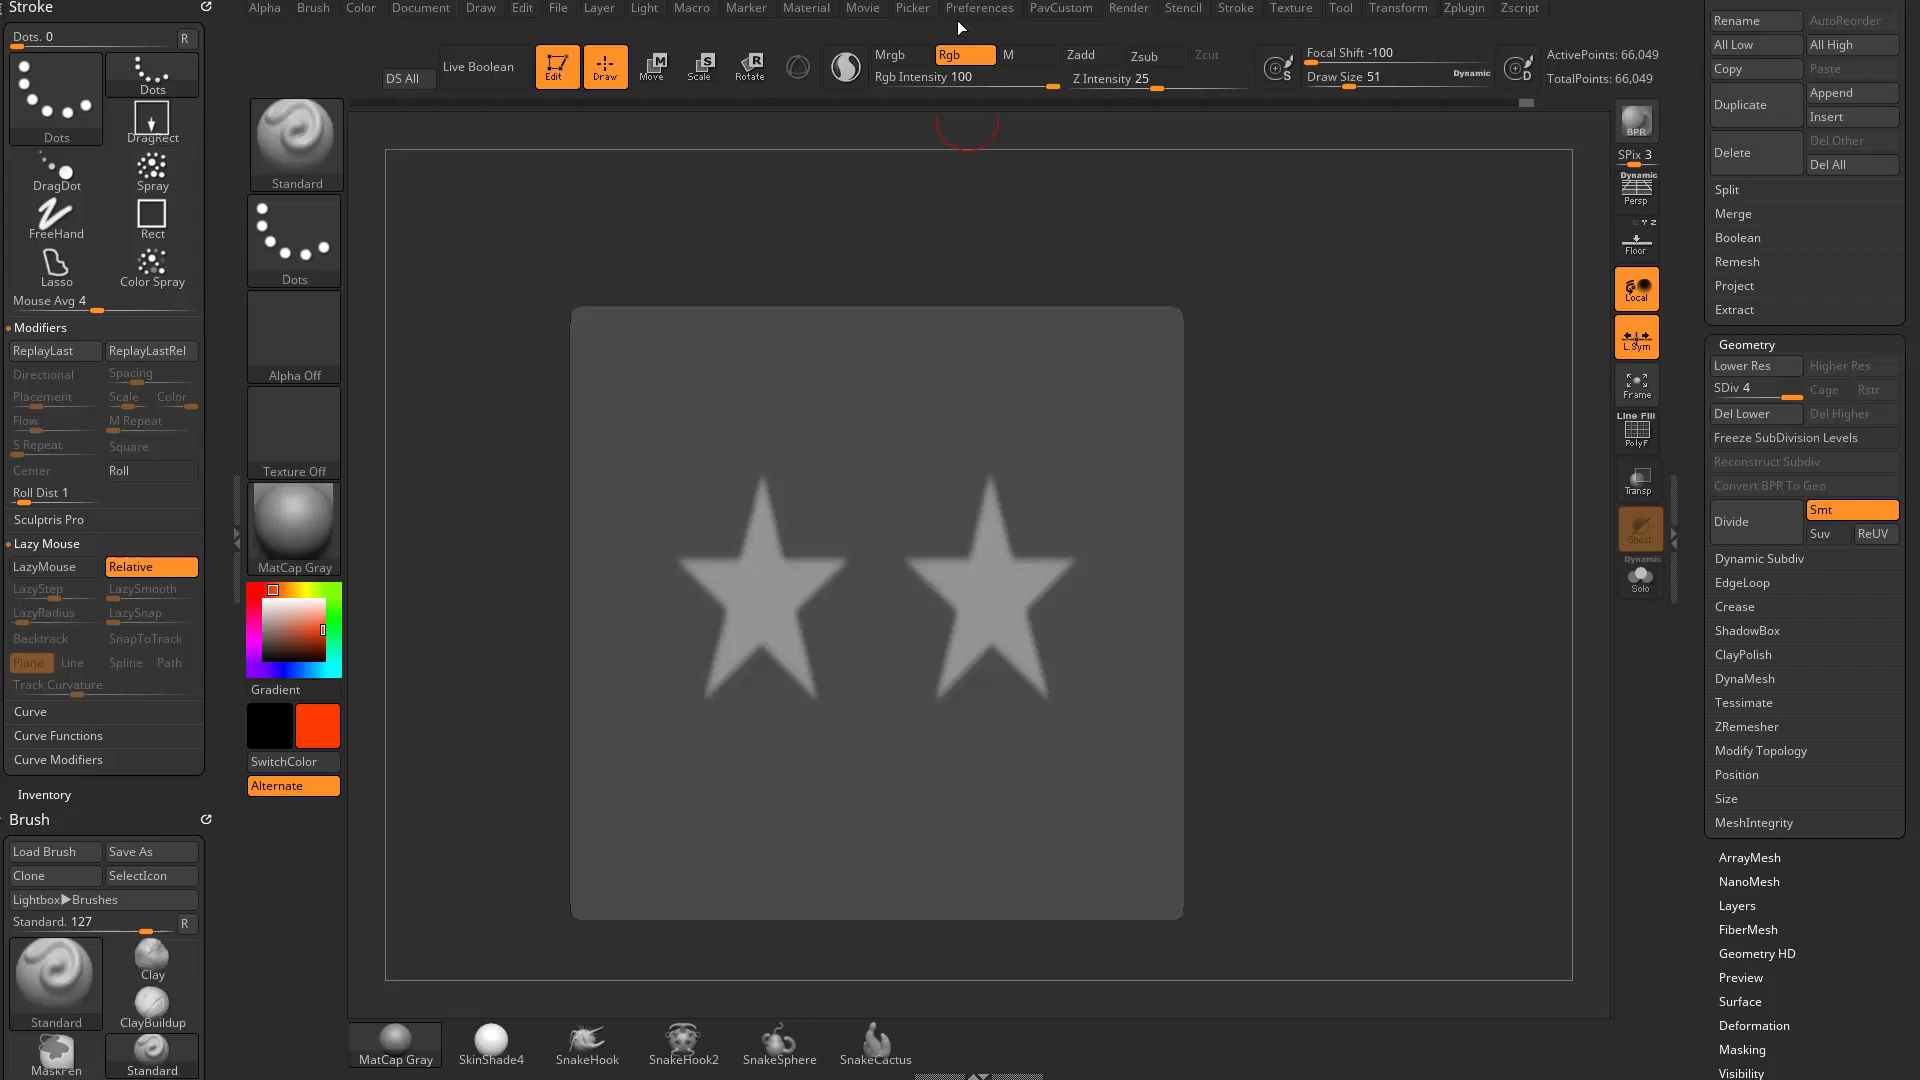 Stroke
Alpha Brush Color Document Draw Edit File Layer Light Macro Marker Material Movie Picker Preferences PavCustom Render Stencil Stroke Texture Tool Transform Zplugin Zscript
Dots. 0
R
Dots
Dots
DragRect
DragDot
Spray
FreeHand
Rect
Lasso
Color Spray
Mouse Avg 4
Modifiers
ReplayLast
ReplayLastRel
Directional
Spacing
Placement
Scale
Color
Flow
M Repeat
S Repeat
Square
Center
Roll
Roll Dist 1
Sculptris Pro
Lazy Mouse
LazyMouse
Relative
LazyStep
LazySmooth
LazyRadius
LazySnap
Backtrack
SnapToTrack
Plane
Line
Spline
Path
Track Curvature
Curve
Curve Functions
Curve Modifiers
Inventory
Brush
Load Brush
Save As
Clone
SelectIcon
Lightbox▶Brushes
Standard. 127
R
Standard
Clay
ClayBuildup
MaskPen
Standard
DS All
Live Boolean
Edit
Draw
Move
Scale
Rotate
Mrgb
Rgb
M
Rgb Intensity 100
Zadd
Zsub
Zcut
Z Intensity 25
S
Focal Shift -100
Draw Size 51
Dynamic
D
ActivePoints: 66,049
TotalPoints: 66,049
Standard
Dots
Alpha Off
Texture Off
MatCap Gray
Gradient
SwitchColor
Alternate
MatCap Gray
SkinShade4
SnakeHook
SnakeHook2
SnakeSphere
SnakeCactus
BPR
SPix 3
Dynamic
Persp
Floor
Local
L.Sym
Frame
Line Fill
PolyF
Transp
Ghost
Dynamic
Solo
Rename
AutoReorder
All Low
All High
Copy
Paste
Duplicate
Append
Insert
Delete
Del Other
Del All
Split
Merge
Boolean
Remesh
Project
Extract
Geometry
Lower Res
Higher Res
SDiv 4
Cage
Rstr
Del Lower
Del Higher
Freeze SubDivision Levels
Reconstruct Subdiv
Convert BPR To Geo
Divide
Smt
Suv
ReUV
Dynamic Subdiv
EdgeLoop
Crease
ShadowBox
ClayPolish
DynaMesh
Tessimate
ZRemesher
Modify Topology
Position
Size
MeshIntegrity
ArrayMesh
NanoMesh
Layers
FiberMesh
Geometry HD
Preview
Surface
Deformation
Masking
Visibility